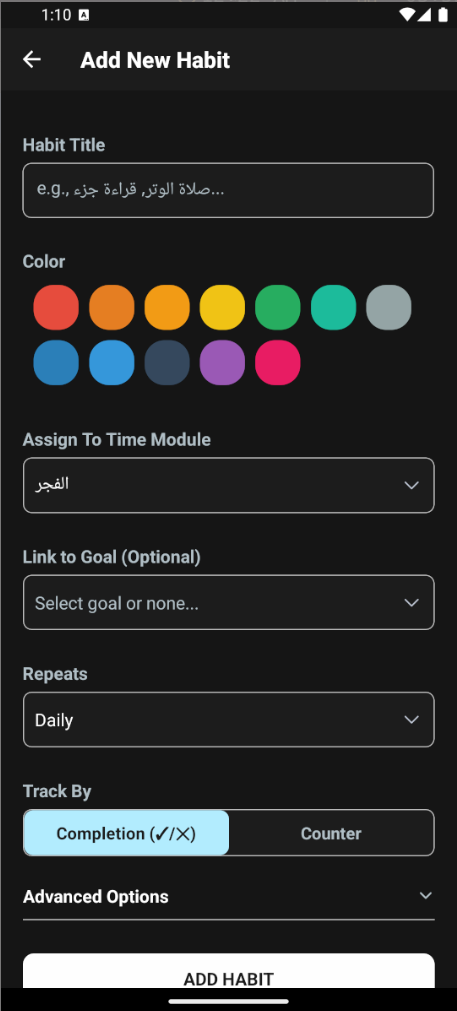 1:10 A
Add New Habit
Habit Title
e.g., صلاة الوتر, قراءة جزء...
Color
Assign To Time Module
الفجر
Link to Goal (Optional)
Select goal or none...
Repeats
Daily
Track By
Completion (✓/✕) Counter
Advanced Options
ADD HABIT